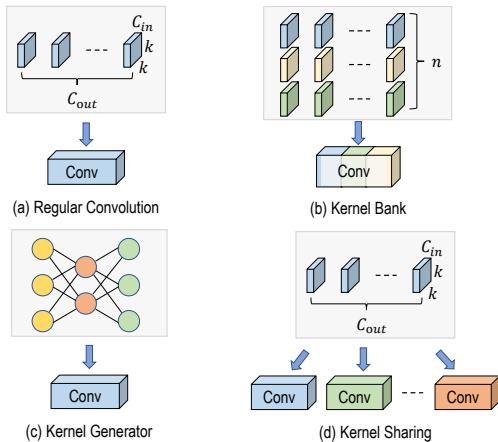 C_in
k
k
C_out
Conv
(a) Regular Convolution
n
Conv
(b) Kernel Bank
Conv
(c) Kernel Generator
C_in
k
k
C_out
Conv Conv Conv
(d) Kernel Sharing